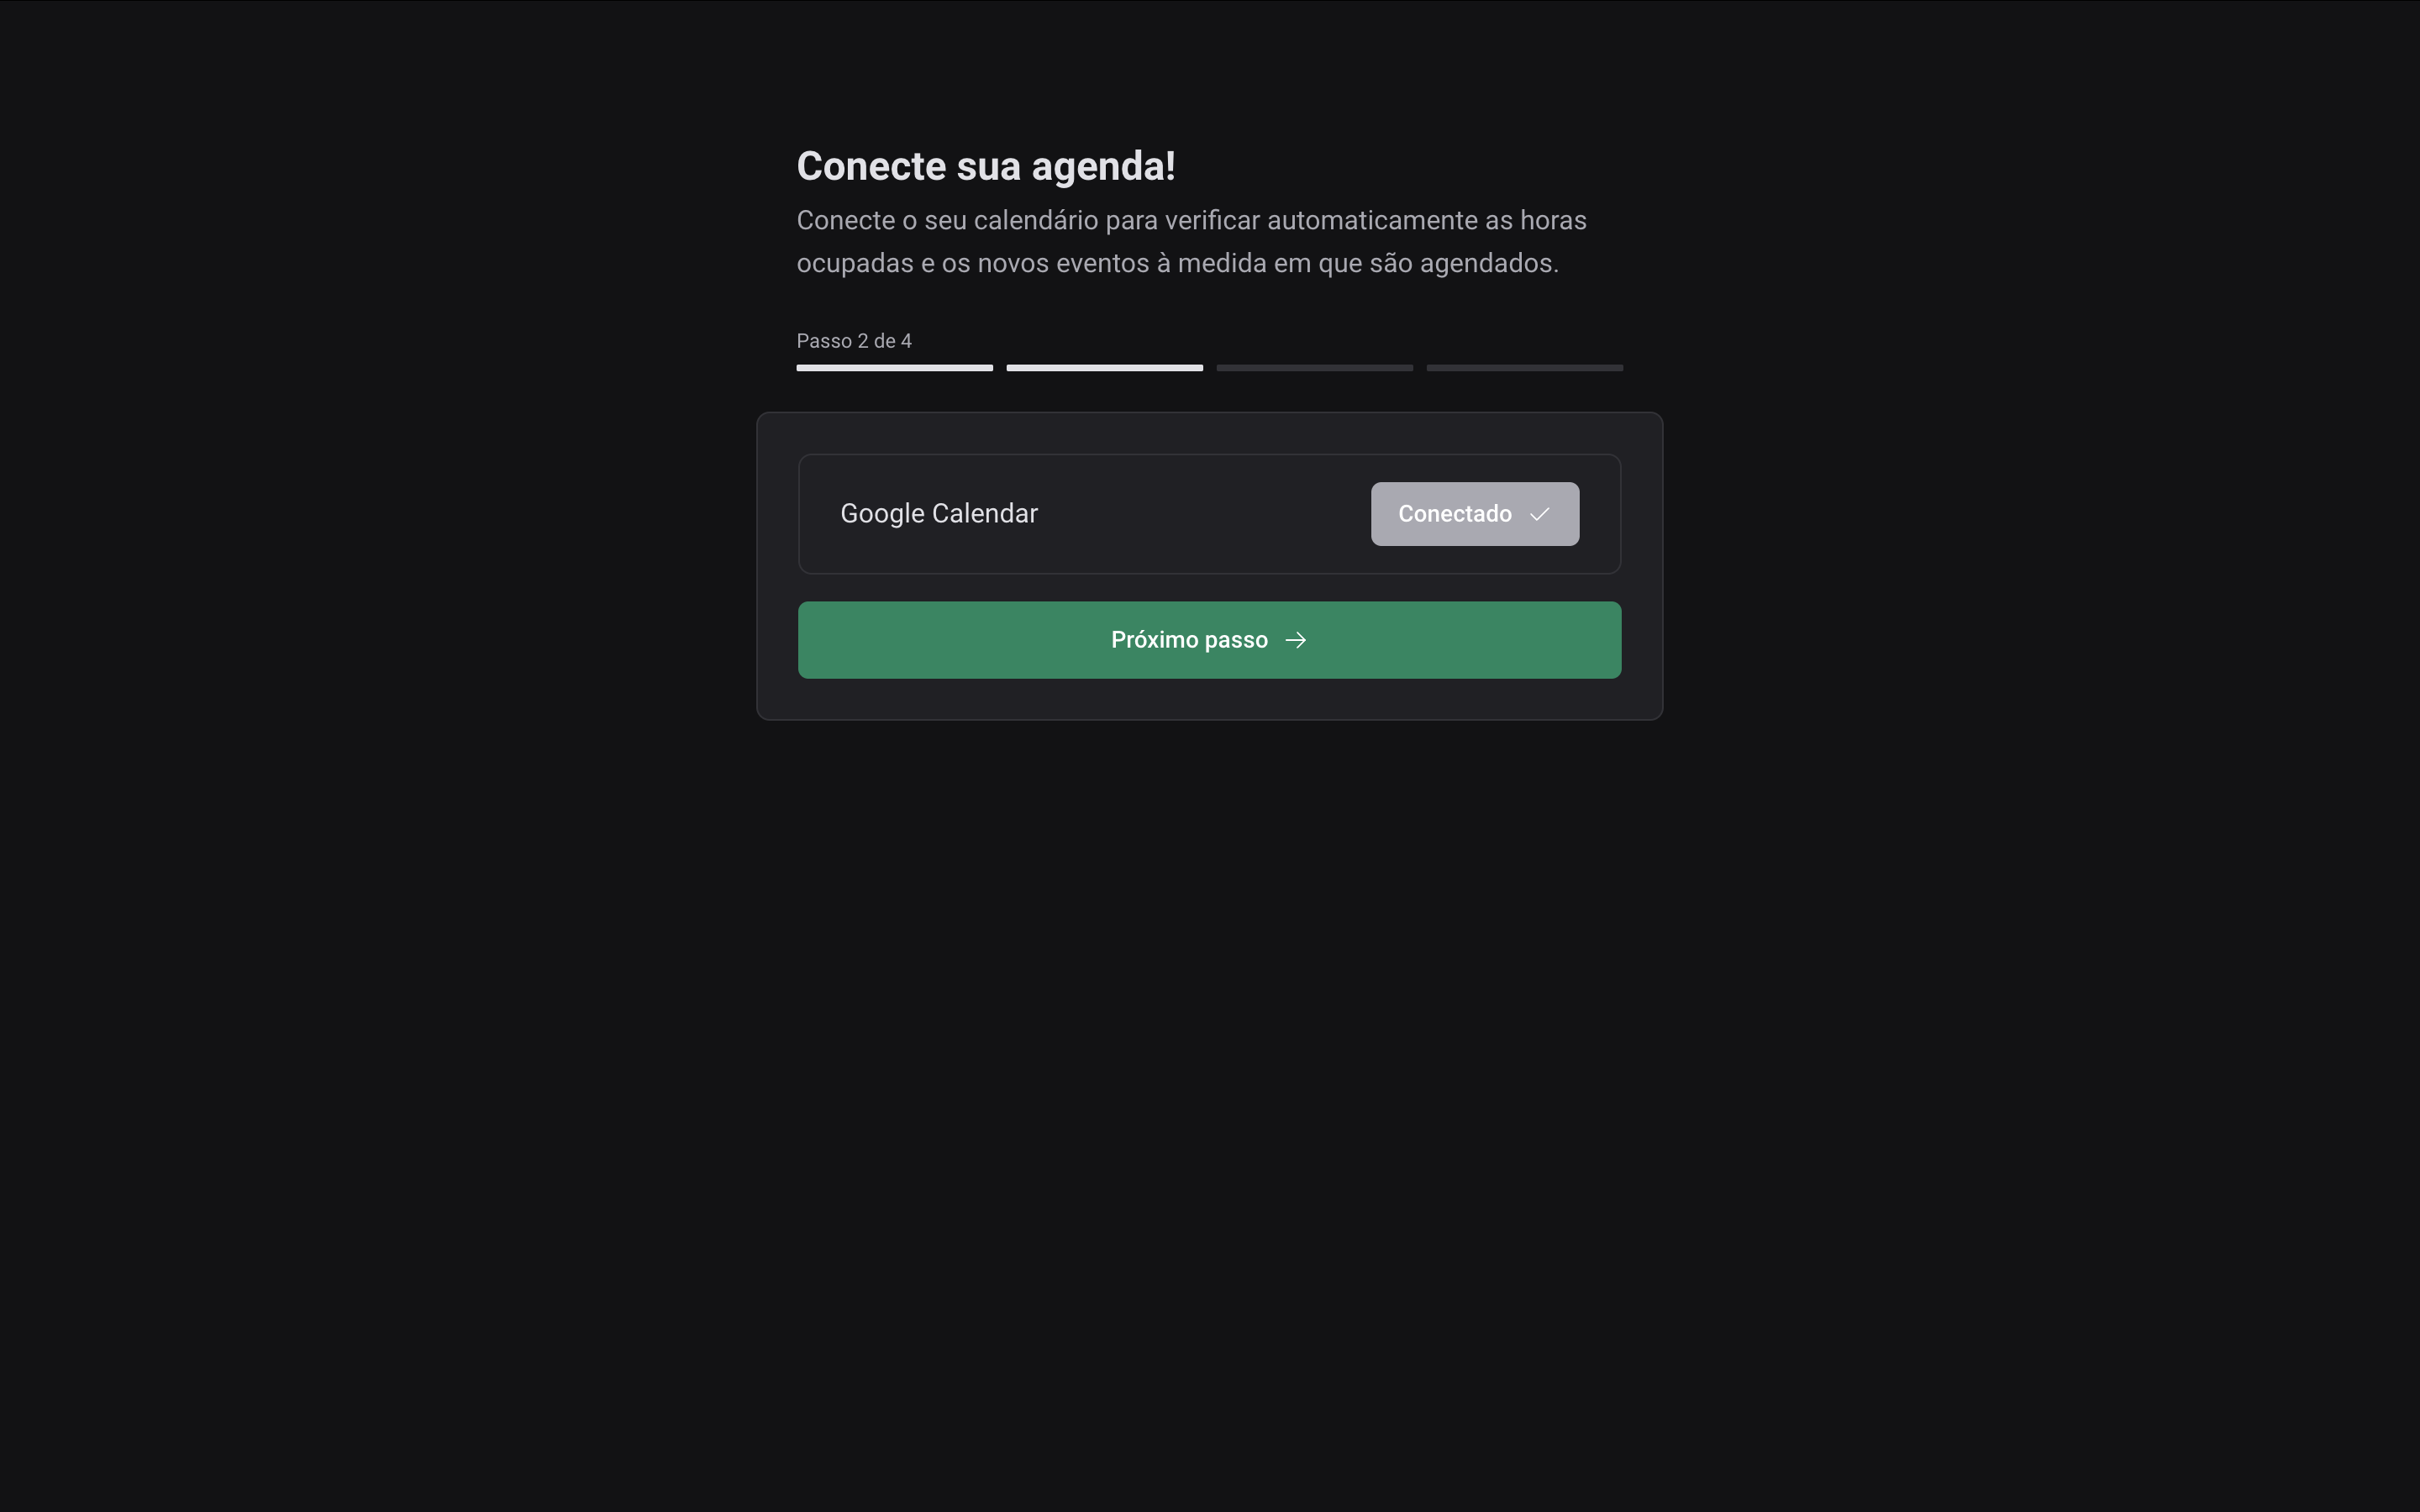 Conecte sua agenda!
Conecte o seu calendário para verificar automaticamente as horas
ocupadas e os novos eventos à medida em que são agendados.
Passo 2 de 4
Google Calendar
Conectado
Próximo passo